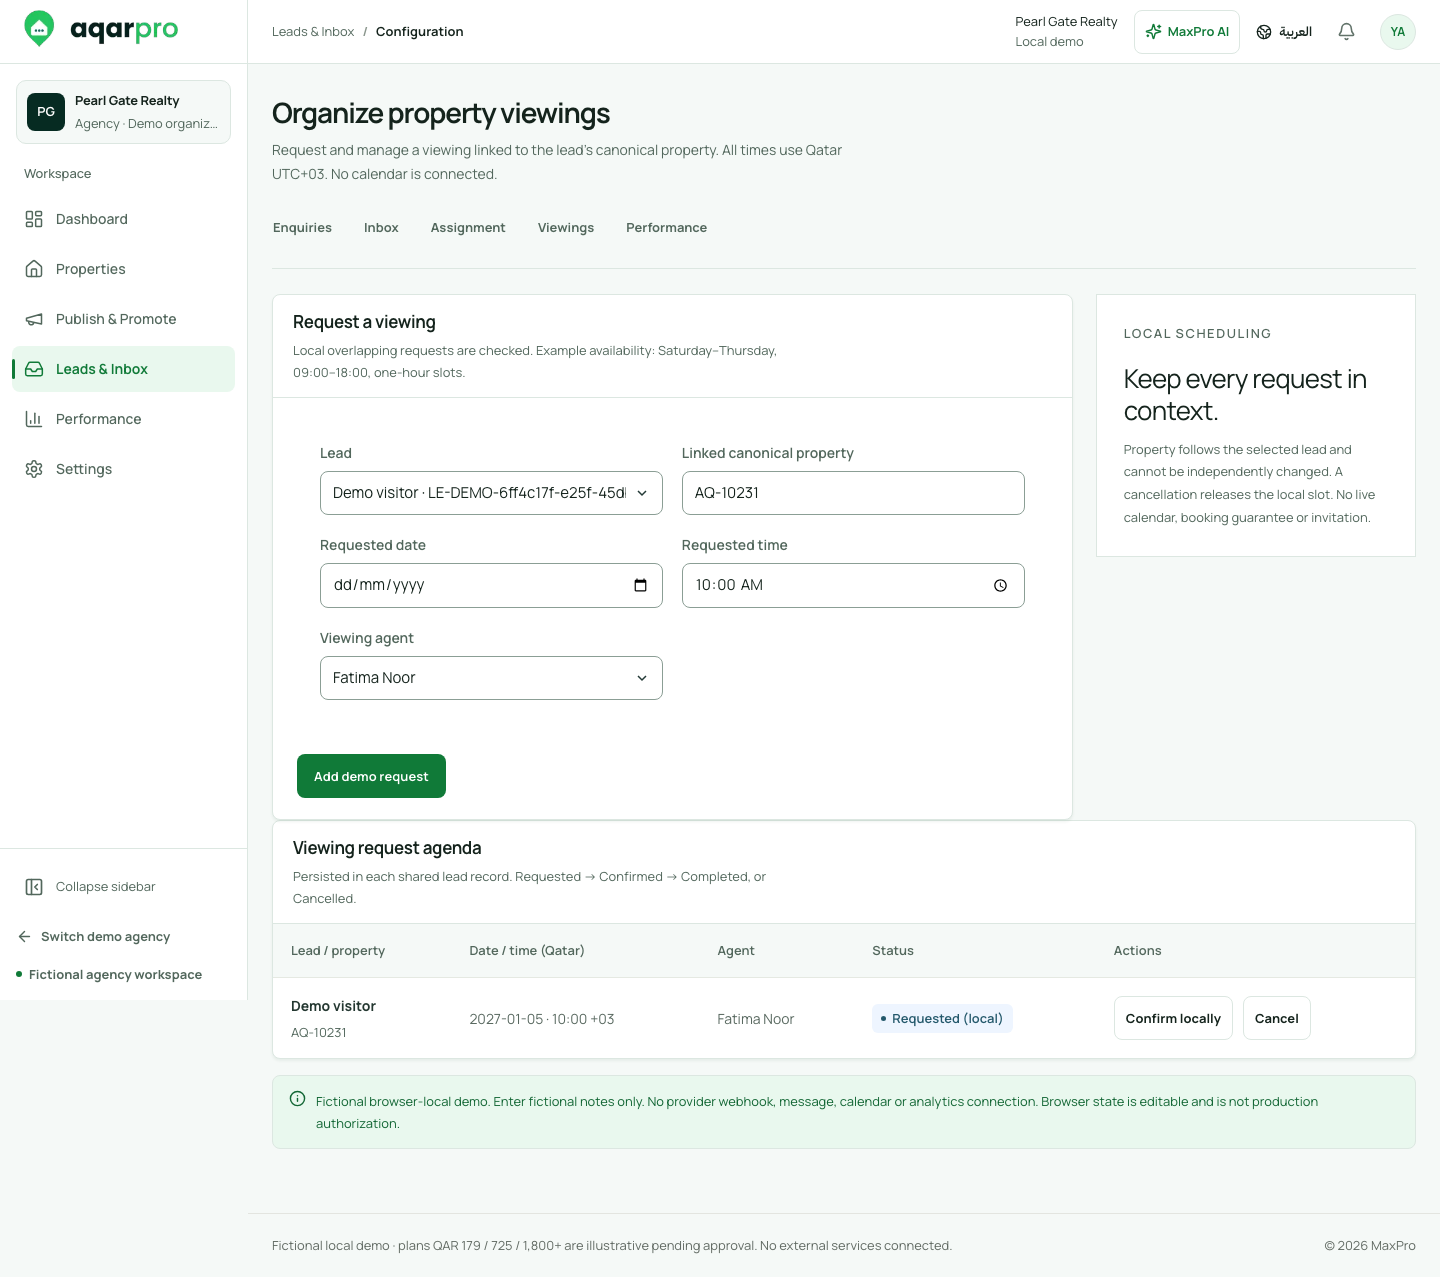 aqarpro
Leads & Inbox / Configuration
Pearl Gate Realty
Local demo
MaxPro AI
العربية
YA
PG
Pearl Gate Realty
Agency · Demo organiz...
Workspace
Dashboard
Properties
Publish & Promote
Leads & Inbox
Performance
Settings
Collapse sidebar
Switch demo agency
Fictional agency workspace
Organize property viewings
Request and manage a viewing linked to the lead's canonical property. All times use Qatar
UTC+03. No calendar is connected.
Enquiries
Inbox
Assignment
Viewings
Performance
Request a viewing
Local overlapping requests are checked. Example availability: Saturday–Thursday,
09:00–18:00, one-hour slots.
Lead
Linked canonical property
Demo visitor · LE-DEMO-6ff4c17f-e25f-45d
AQ-10231
Requested date
Requested time
dd/mm/yyyy
10:00 AM
Viewing agent
Fatima Noor
Add demo request
LOCAL SCHEDULING
Keep every request in
context.
Property follows the selected lead and
cannot be independently changed. A
cancellation releases the local slot. No live
calendar, booking guarantee or invitation.
Viewing request agenda
Persisted in each shared lead record. Requested → Confirmed → Completed, or
Cancelled.
Lead / property
Date / time (Qatar)
Agent
Status
Actions
Demo visitor
AQ-10231
2027-01-05 · 10:00 +03
Fatima Noor
Requested (local)
Confirm locally
Cancel
Fictional browser-local demo. Enter fictional notes only. No provider webhook, message, calendar or analytics connection. Browser state is editable and is not production
authorization.
Fictional local demo · plans QAR 179 / 725 / 1,800+ are illustrative pending approval. No external services connected.
© 2026 MaxPro